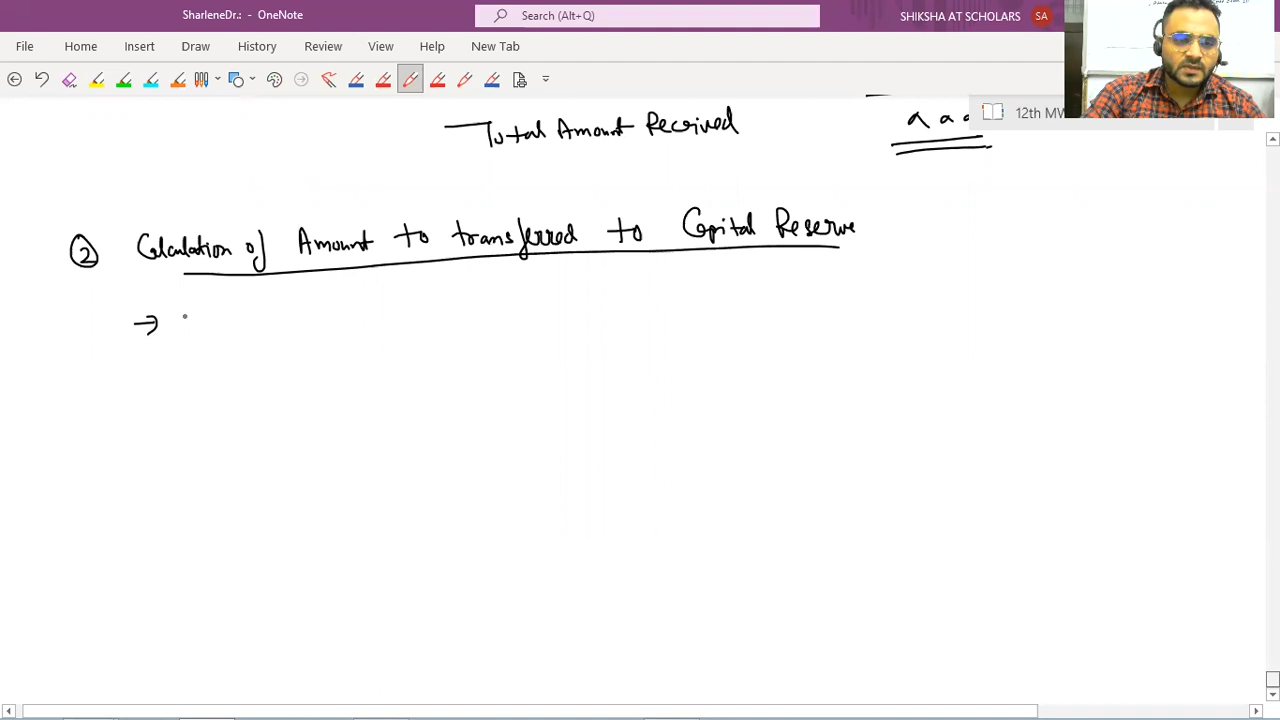 SharleneDr.: - OneNote
Search (Alt+Q)
SHIKSHA AT SCHOLARS SA
File Home Insert Draw History Review View Help New Tab
12th MW
Total Amount Received
② Calculation of Amount to transferred to Capital Reserve
→